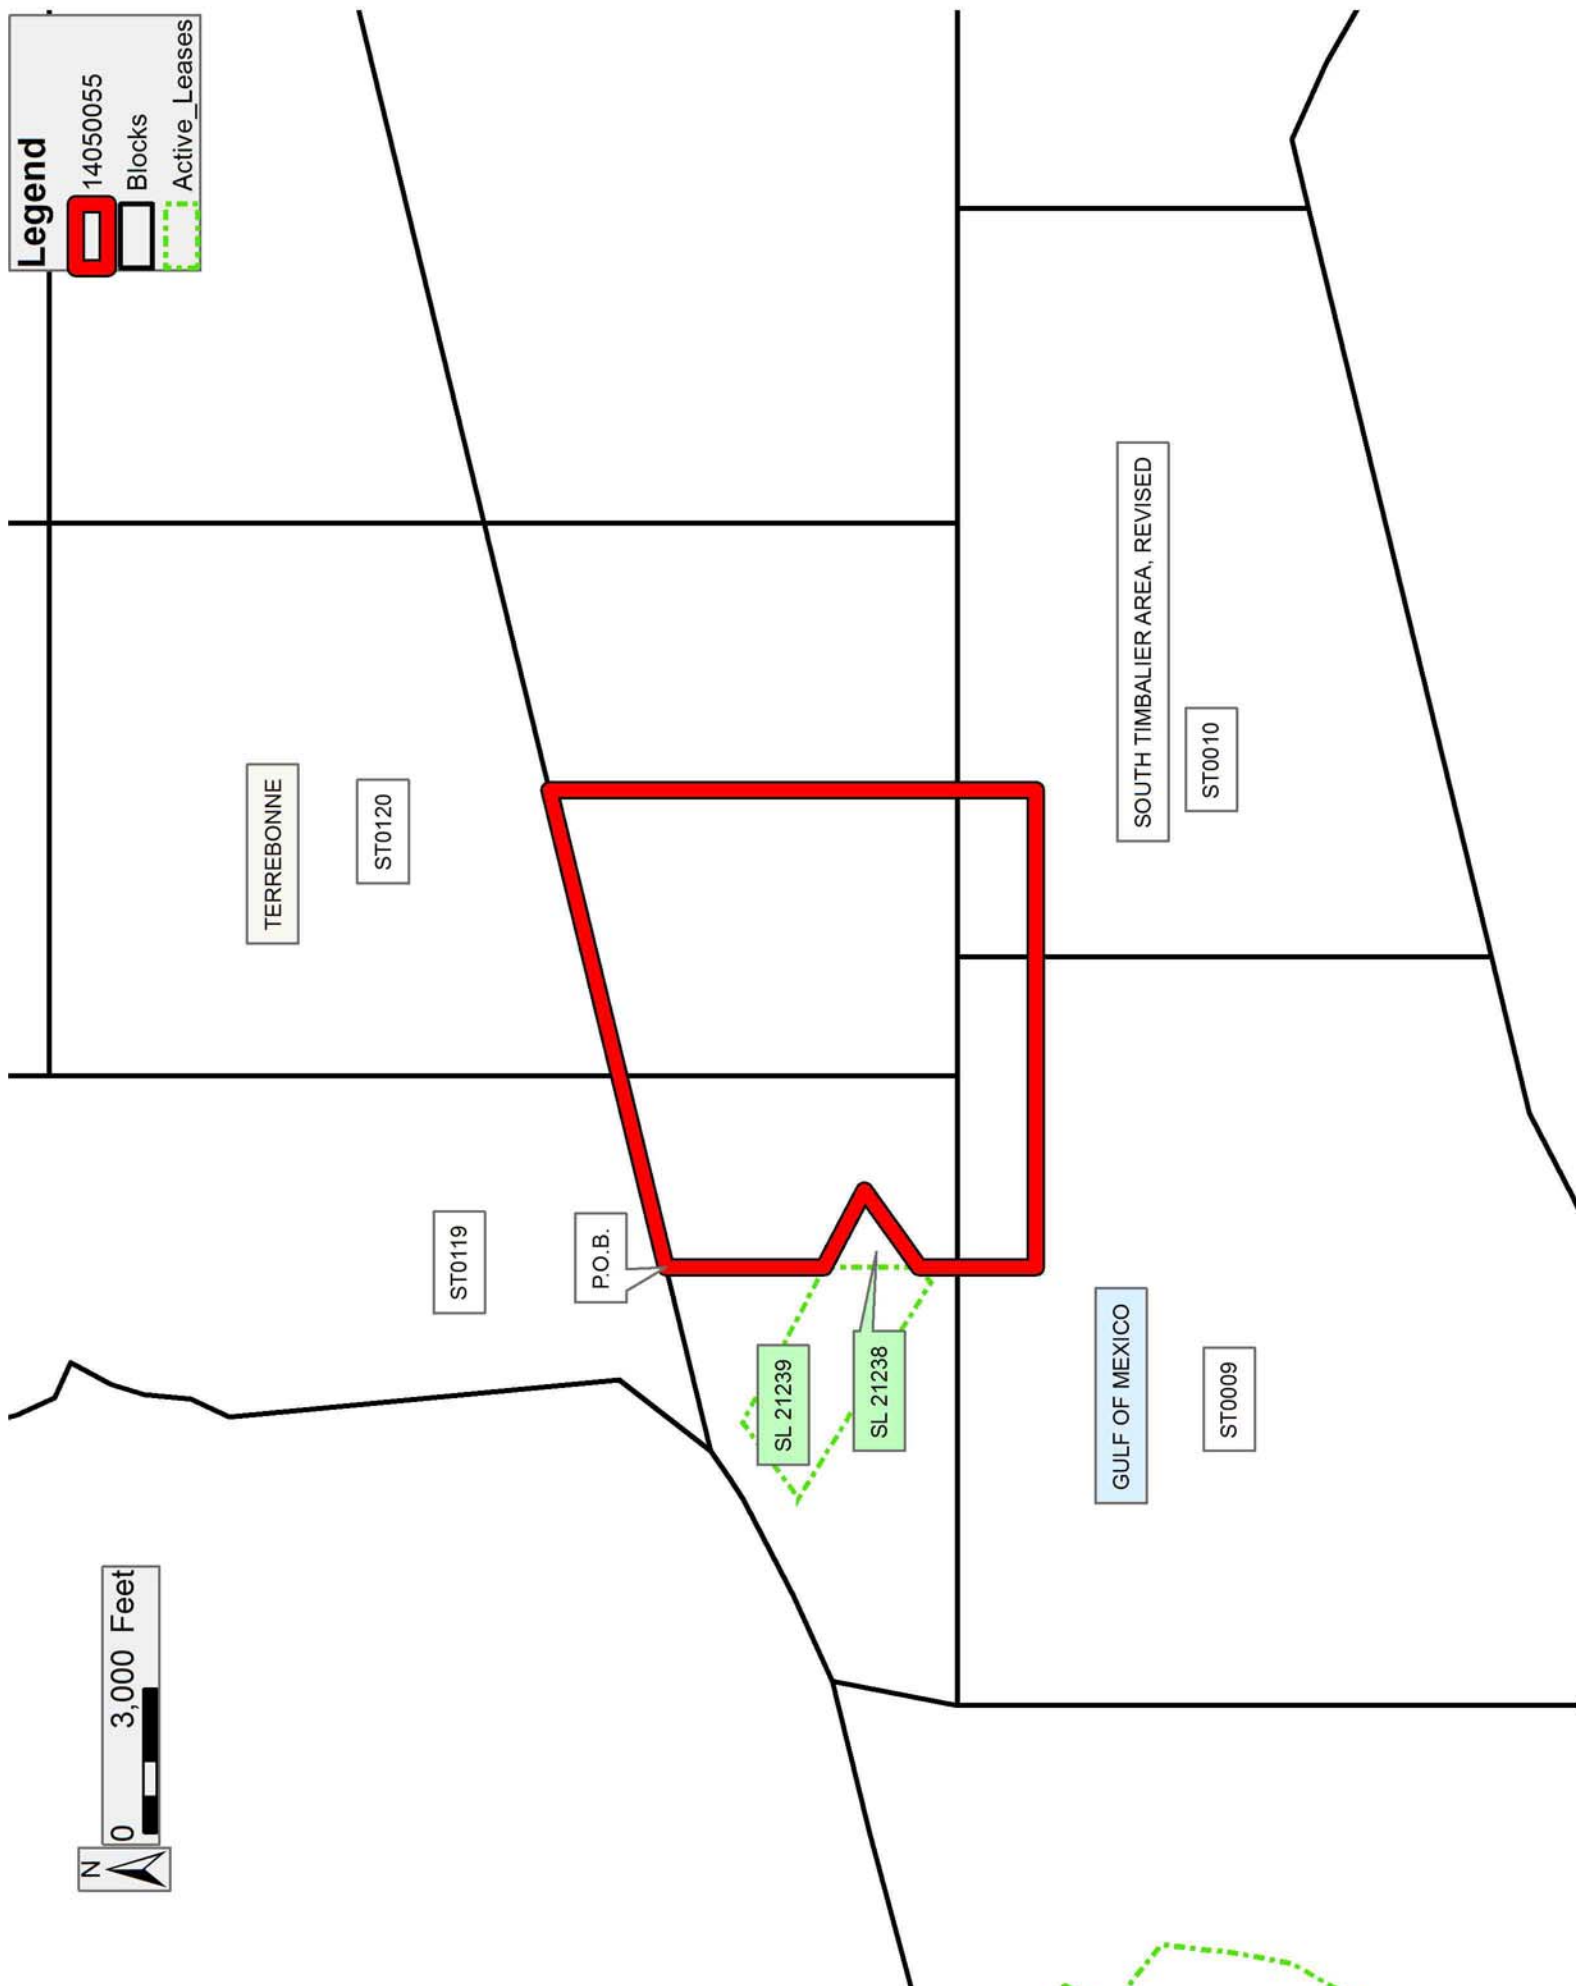 N
0 3,000 Feet
Legend
14050055
Blocks
Active_Leases
TERREBONNE
ST0120
ST0119
P.O.B.
SL 21239
SL 21238
SOUTH TIMBALIER AREA, REVISED
ST0010
GULF OF MEXICO
ST0009